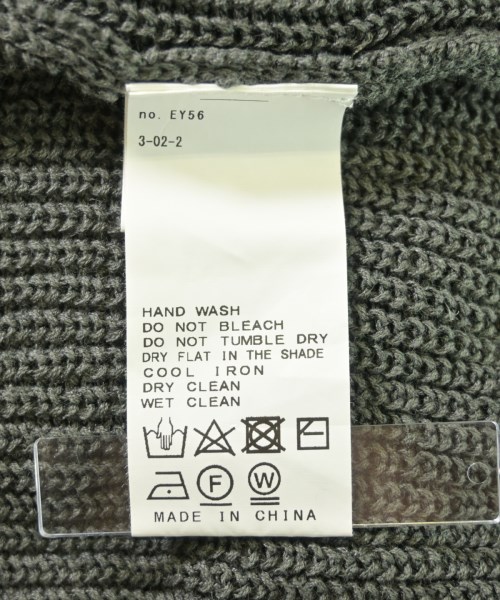 no. EY56
3-02-2
HAND WASH
DO NOT BLEACH
DO NOT TUMBLE DRY
DRY FLAT IN THE SHADE
COOL IRON
DRY CLEAN
WET CLEAN
F W
MADE IN CHINA